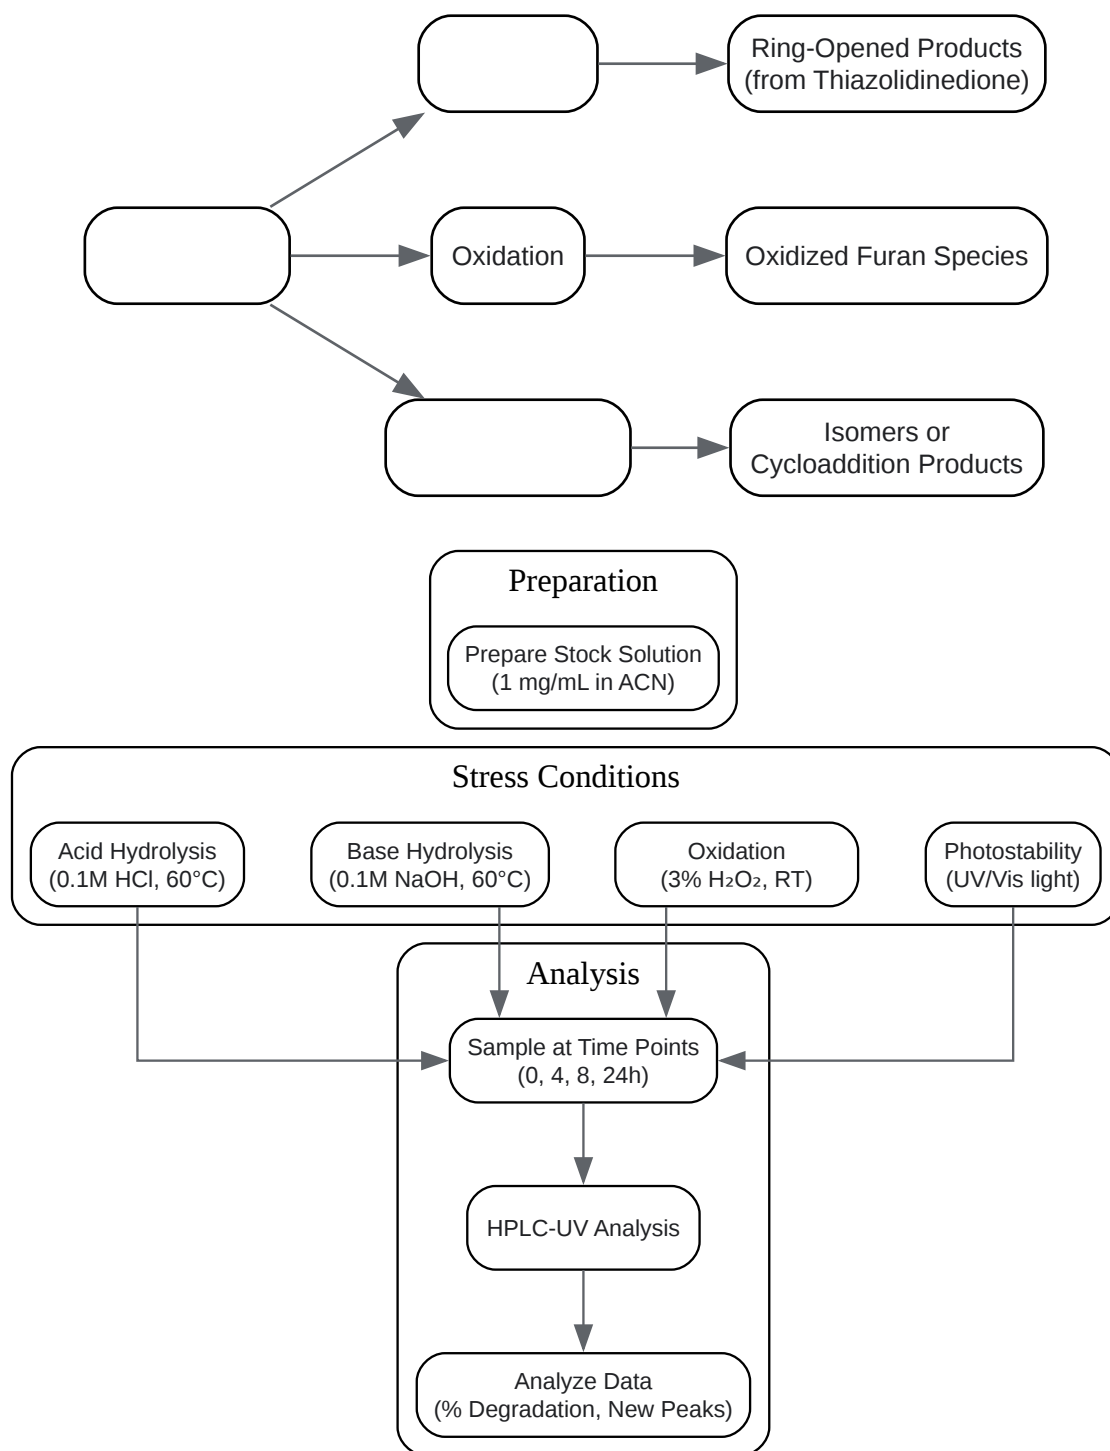 Ring-Opened Products
(from Thiazolidinedione)
Oxidation
Oxidized Furan Species
Isomers or
Cycloaddition Products
Preparation
Prepare Stock Solution
(1 mg/mL in ACN)
Stress Conditions
Acid Hydrolysis
(0.1M HCl, 60°C)
Base Hydrolysis
(0.1M NaOH, 60°C)
Oxidation
(3% H₂O₂, RT)
Photostability
(UV/Vis light)
Analysis
Sample at Time Points
(0, 4, 8, 24h)
HPLC-UV Analysis
Analyze Data
(% Degradation, New Peaks)